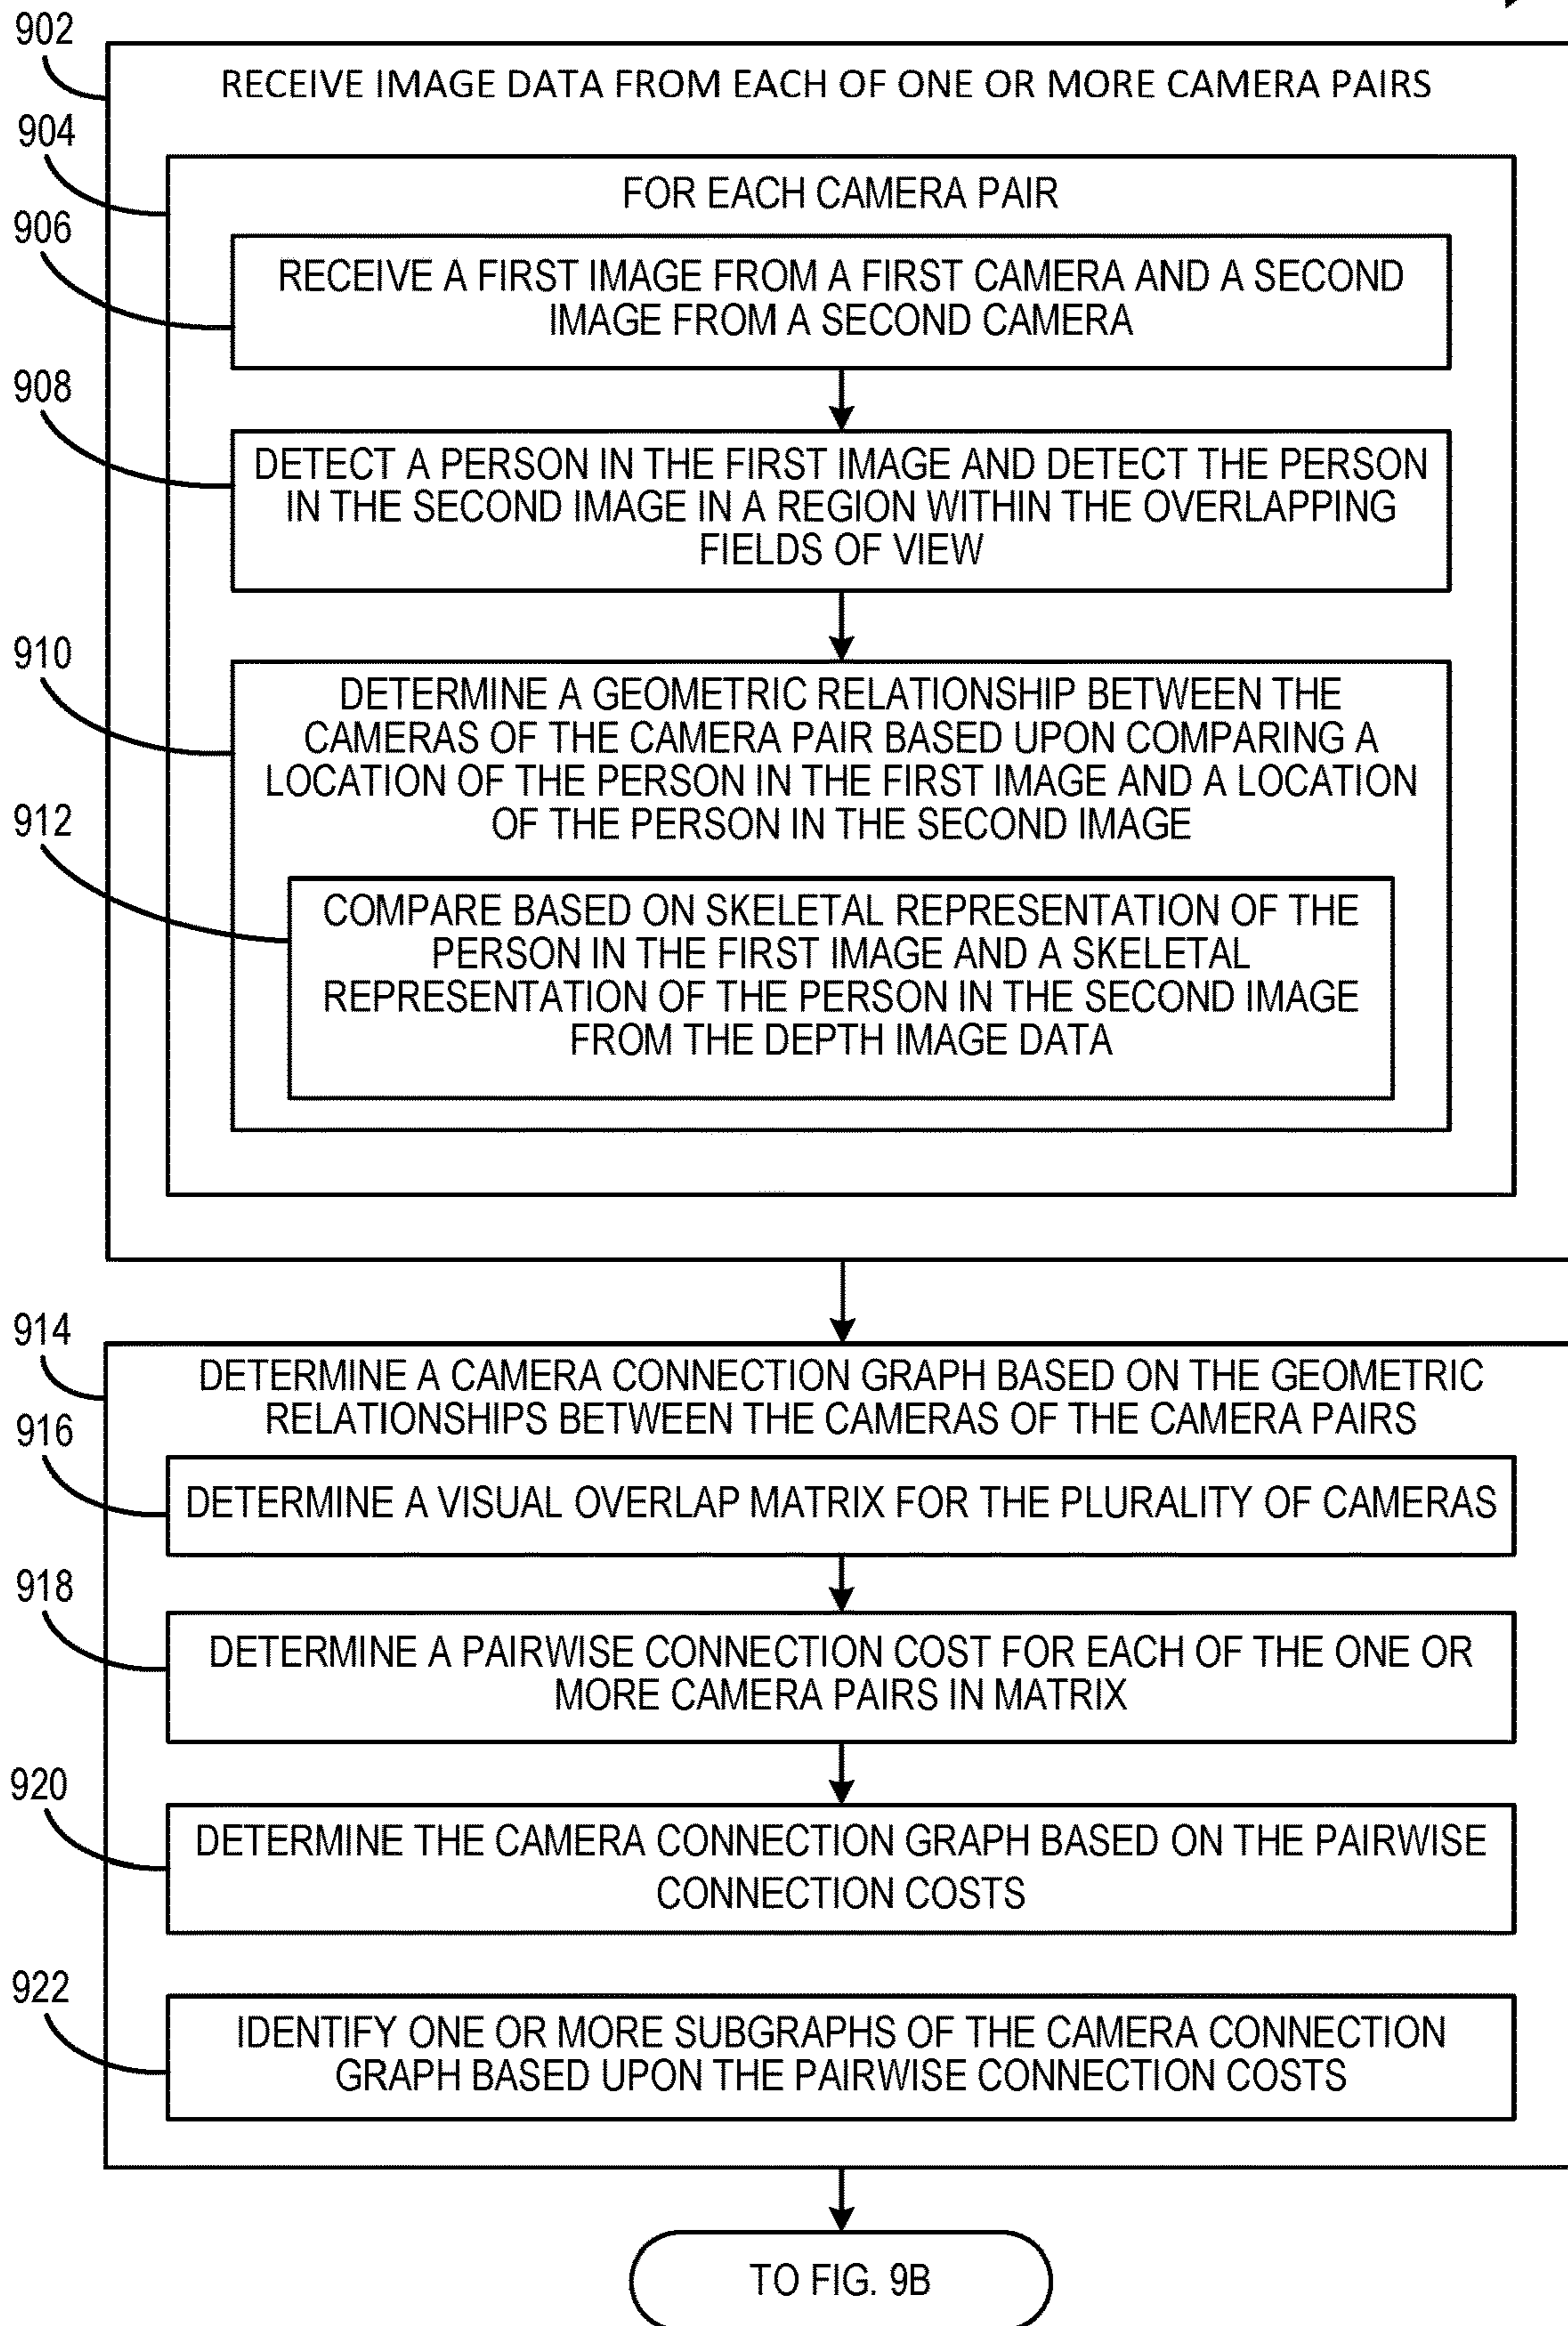 902
RECEIVE IMAGE DATA FROM EACH OF ONE OR MORE CAMERA PAIRS
904
FOR EACH CAMERA PAIR
906
RECEIVE A FIRST IMAGE FROM A FIRST CAMERA AND A SECOND
IMAGE FROM A SECOND CAMERA
908
DETECT A PERSON IN THE FIRST IMAGE AND DETECT THE PERSON
IN THE SECOND IMAGE IN A REGION WITHIN THE OVERLAPPING
FIELDS OF VIEW
910
DETERMINE A GEOMETRIC RELATIONSHIP BETWEEN THE
CAMERAS OF THE CAMERA PAIR BASED UPON COMPARING A
LOCATION OF THE PERSON IN THE FIRST IMAGE AND A LOCATION
OF THE PERSON IN THE SECOND IMAGE
912
COMPARE BASED ON SKELETAL REPRESENTATION OF THE
PERSON IN THE FIRST IMAGE AND A SKELETAL
REPRESENTATION OF THE PERSON IN THE SECOND IMAGE
FROM THE DEPTH IMAGE DATA
914
DETERMINE A CAMERA CONNECTION GRAPH BASED ON THE GEOMETRIC
RELATIONSHIPS BETWEEN THE CAMERAS OF THE CAMERA PAIRS
916
DETERMINE A VISUAL OVERLAP MATRIX FOR THE PLURALITY OF CAMERAS
918
DETERMINE A PAIRWISE CONNECTION COST FOR EACH OF THE ONE OR
MORE CAMERA PAIRS IN MATRIX
920
DETERMINE THE CAMERA CONNECTION GRAPH BASED ON THE PAIRWISE
CONNECTION COSTS
922
IDENTIFY ONE OR MORE SUBGRAPHS OF THE CAMERA CONNECTION
GRAPH BASED UPON THE PAIRWISE CONNECTION COSTS
TO FIG. 9B